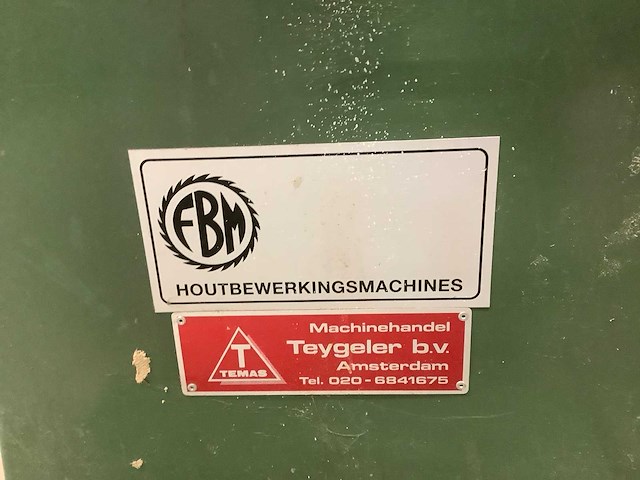 FBM
HOUTBEWERKINGSMACHINES
T
TEMAS
Machinehandel
Teygeler b.v.
Amsterdam
Tel. 020-6841675